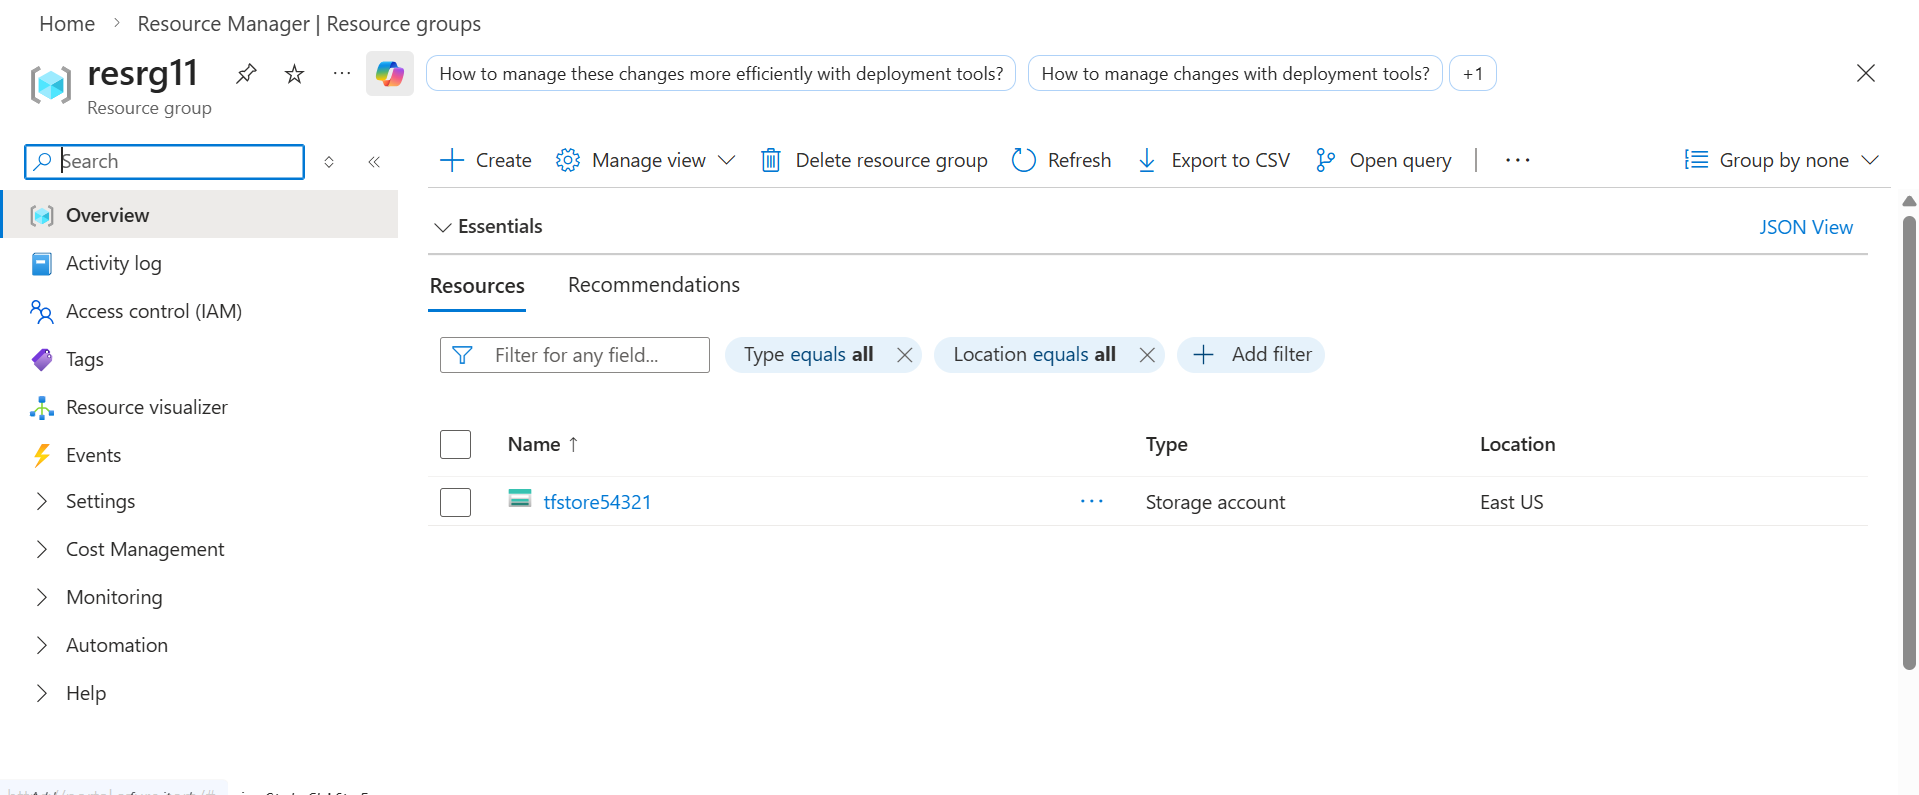 Home > Resource Manager | Resource groups
resrg11 ...
Resource group
How to manage these changes more efficiently with deployment tools? How to manage changes with deployment tools? +1
Search
Create Manage view Delete resource group Refresh Export to CSV Open query | ... Group by none
Overview
Activity log
Access control (IAM)
Tags
Resource visualizer
Events
Settings
Cost Management
Monitoring
Automation
Help
Essentials JSON View
Resources Recommendations
Filter for any field... Type equals all Location equals all Add filter
Name ↑ Type Location
tfstore54321 ... Storage account East US